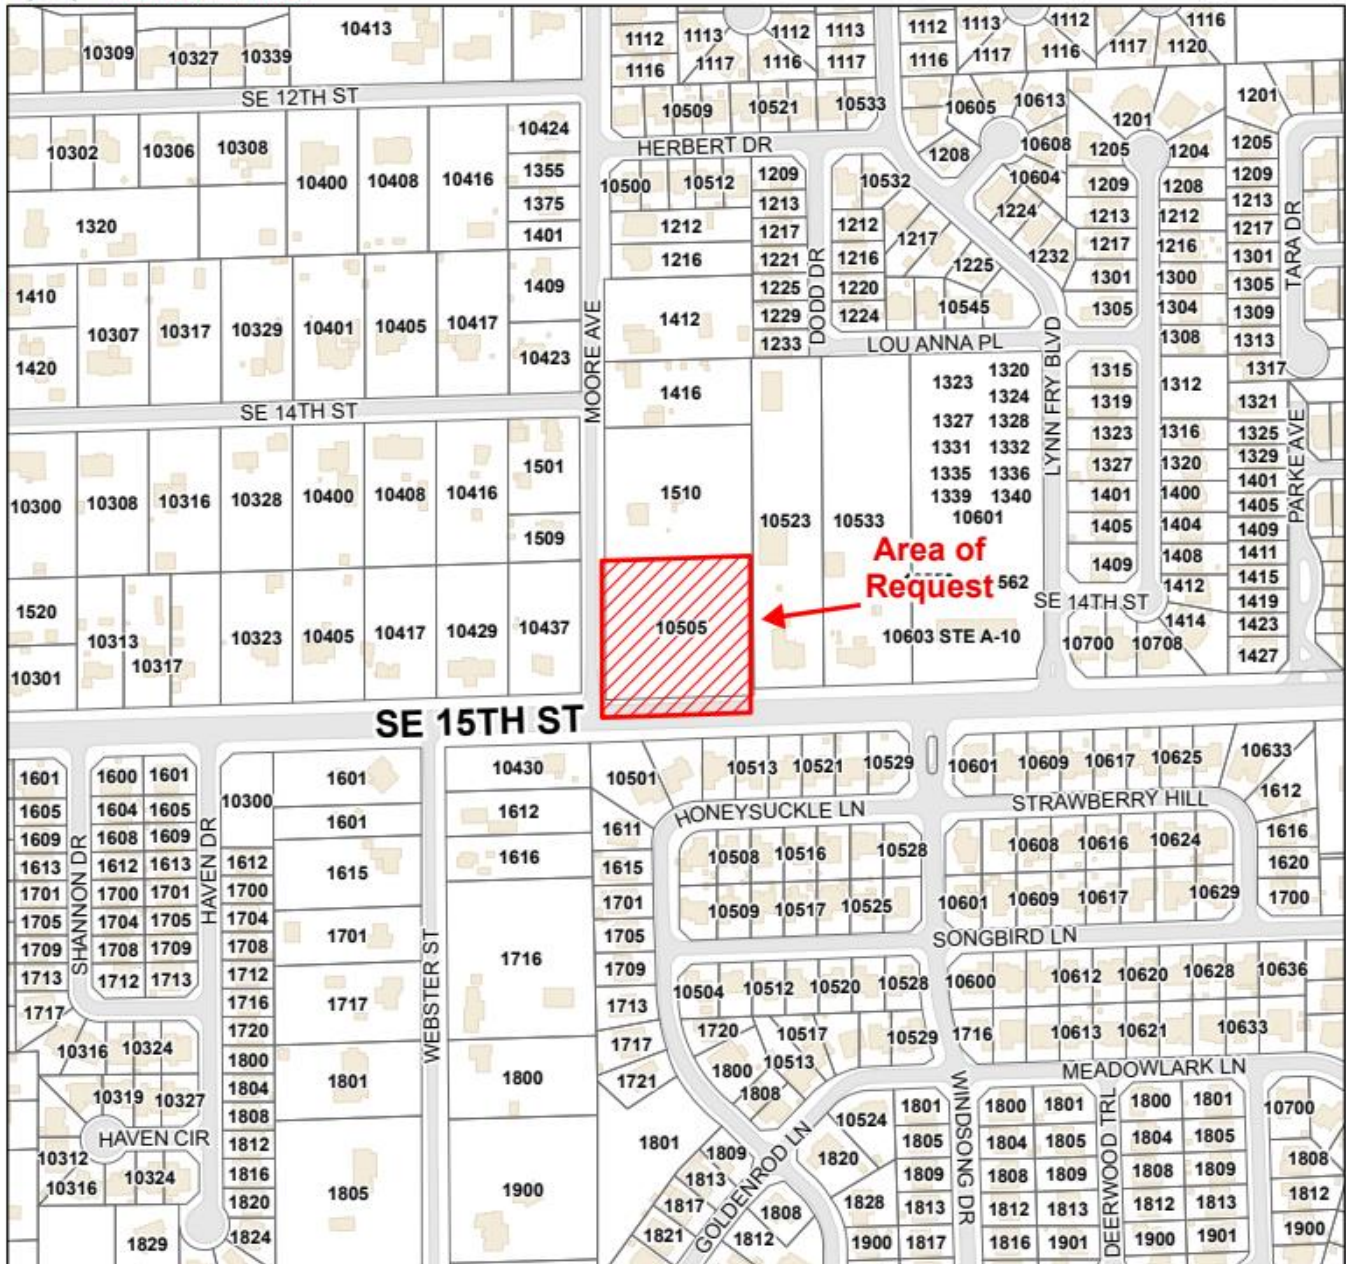 10413
1112 1113 1112 1113 1112 1113 1112 1116
10309 10327 10339
1116 1117 1116 1117 1116 1117 1116 1117 1120
SE 12TH ST
10509 10521 10533 10605 10613 1201 1201
10424
HERBERT DR
10302 10306 10308 1208 10608 1205 1204 1205
10400 10408 10416 1355 10500 10512 1209 10532 10604 1209 1208 1209
1375 1213 1224 1213 1212 1213
1320 1401 1212 1217 1212 1217 1232 1217 1216 1217
1216 1221 1216 1225 1301 1300 1301
TARA DR
DODD DR
1410 1409 1225 1220 10545 1305 1304 1305
10307 10317 10329 10401 10405 10417 1412 1229 1224 1309
1420 10423 1233 1308 1313
LOU ANNA PL
MOORE AVE
LYNN FRY BLVD
1416 1323 1320 1315 1312 1317
1324 1319 1321
SE 14TH ST
1327 1328 1323 1316 1325
PARKE AVE
1331 1332 1329
1501 1335 1336 1327 1320 1401
10300 10308 10316 10328 10400 10408 10416 1510 1339 1340 1401 1400 1405
10523 10533 10601 1405 1404 1409
1509 1409 1408 1411
Area of
Request
562
1412 1415
SE 14TH ST
1520 10313 10323 10405 10417 10429 10437 10505 10603 STE A-10 1414 1419
10317 10700 10708 1423
10301 1427
SE 15TH ST
1601 1600 1601 1601 10430 10501 10513 10521 10529 10601 10609 10617 10625 10633
10300
1605 1604 1605 1601 1612 1612
HONEYSUCKLE LN
STRAWBERRY HILL
1609 1608 1609 1611 1616
1613 1612 1613 1612 1615 1616 1615 10508 10516 10528 10608 10616 10624 1620
SHANNON DR
HAVEN DR
1701 1700 1701 1700 1701 10509 10517 10525 10601 10609 10617 10629 1700
1705 1704 1705 1704 1701 1705
SONGBIRD LN
1709 1708 1709 1708 1716 1709
WEBSTER ST
1713 1712 1713 1712 10504 10512 10520 10528 10600 10612 10620 10628 10636
1717 1716 1717 1713
1720 1717 1720 10517 10529 1716 10613 10621 10633
10316 10324 1800 1801 1800 1721 1800 10513
MEADOWLARK LN
10319 10327 1804 1808
WINDSONG DR
DEERWOOD TRL
1808 10524 1801 1800 1801 1800 1801 10700
HAVEN CIR
1812 1801 1805 1804 1805 1804 1805
GOLDENROD LN
10312 1809 1820 1808
10316 10324 1816 1805 1900 1813 1809 1808 1809 1808 1809
1820 1817 1808 1828 1813 1812 1813 1812 1813 1812
1829 1824 1821 1812 1900 1817 1816 1901 1900 1901 1900